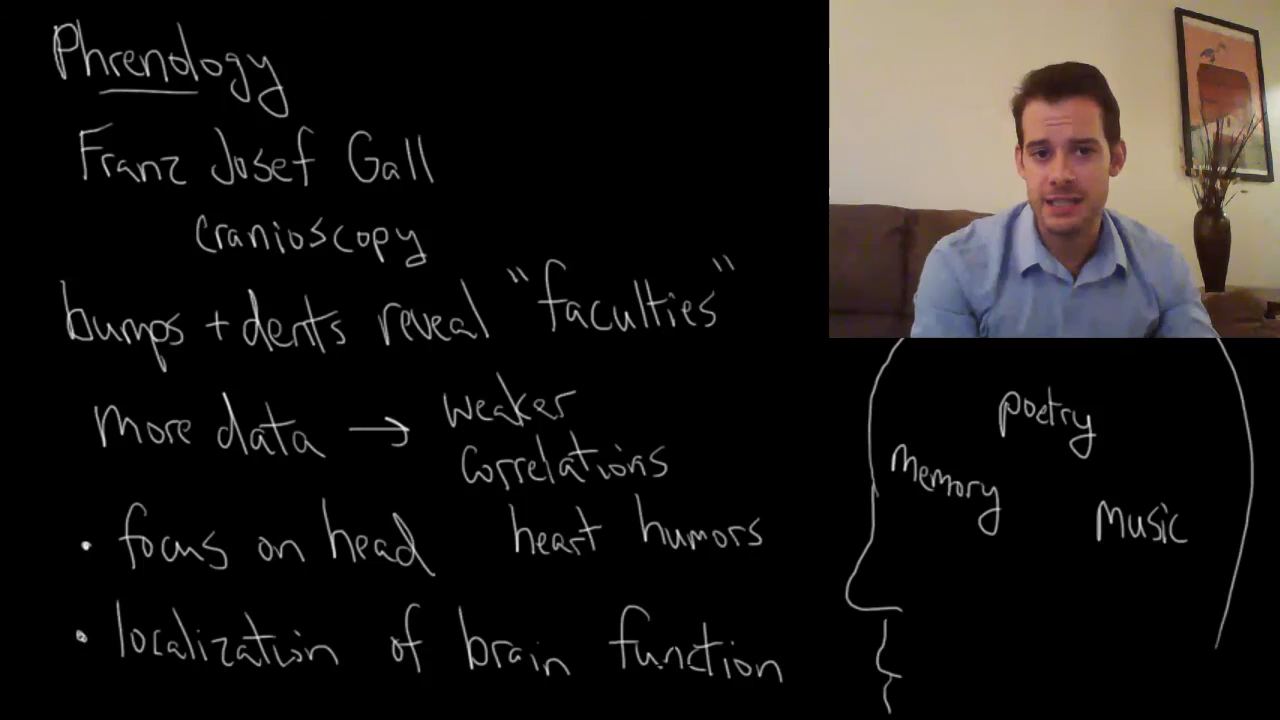 Phrenology
Franz Josef Gall
cranioscopy
bumps + dents reveal "faculties"
More data → weaker
correlations
• focus on head heart humors
• localization of brain function
poetry
Memory
Music